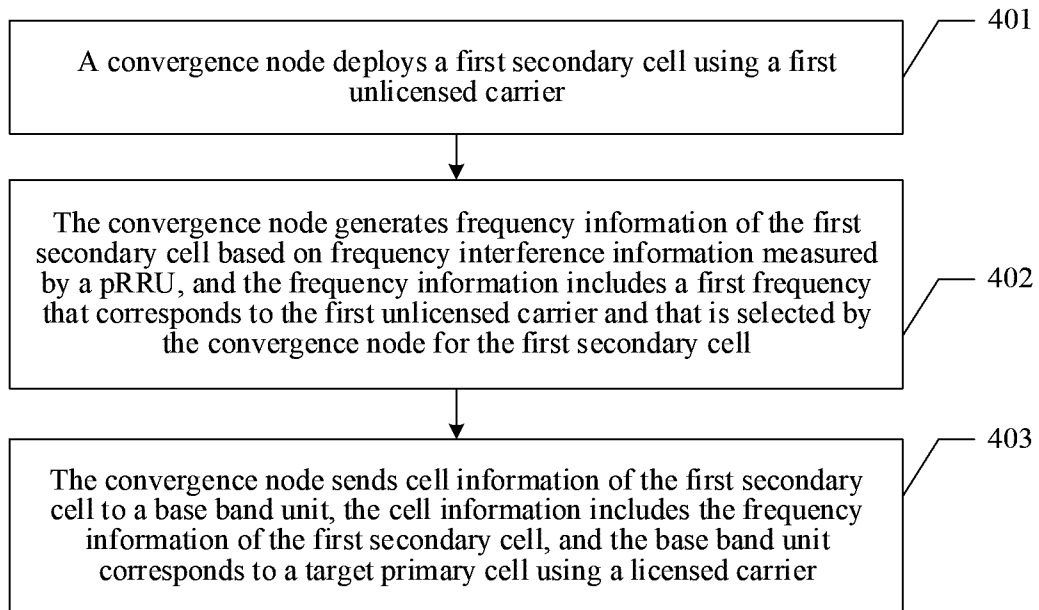 401
A convergence node deploys a first secondary cell using a first
unlicensed carrier
The convergence node generates frequency information of the first
secondary cell based on frequency interference information measured
by a pRRU, and the frequency information includes a first frequency
that corresponds to the first unlicensed carrier and that is selected by
the convergence node for the first secondary cell
402
403
The convergence node sends cell information of the first secondary
cell to a base band unit, the cell information includes the frequency
information of the first secondary cell, and the base band unit
corresponds to a target primary cell using a licensed carrier